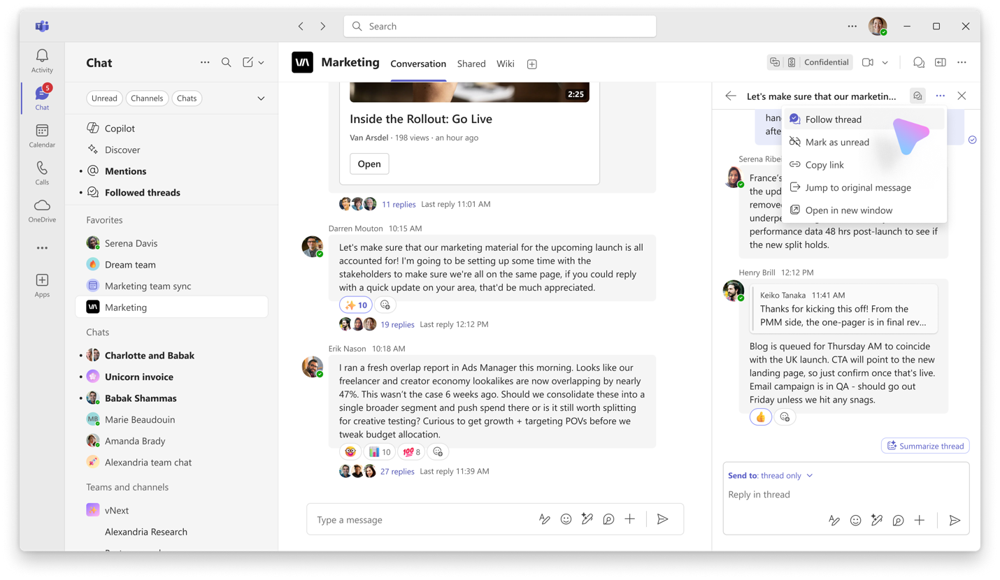 Search
Activity
5
Chat
Calendar
Calls
OneDrive
Apps
Chat
Unread
Channels
Chats
Copilot
Discover
Mentions
Followed threads
Favorites
Serena Davis
Dream team
Marketing team sync
Marketing
Chats
Charlotte and Babak
Unicorn invoice
Babak Shammas
MB Marie Beaudouin
Amanda Brady
Alexandria team chat
Teams and channels
vNext
Alexandria Research
Marketing
Conversation
Shared
Wiki
Confidential
2:25
Inside the Rollout: Go Live
Van Arsdel · 198 views · an hour ago
Open
11 replies Last reply 11:01 AM
Darren Mouton 10:15 AM
Let's make sure that our marketing material for the upcoming launch is all
accounted for! I'm going to be setting up some time with the
stakeholders to make sure we're all on the same page, if you could reply
with a quick update on your area, that'd be much appreciated.
10
19 replies Last reply 12:12 PM
Erik Nason 10:18 AM
I ran a fresh overlap report in Ads Manager this morning. Looks like our
freelancer and creator economy lookalikes are now overlapping by nearly
47%. This wasn't the case 6 weeks ago. Should we consolidate these into a
single broader segment and push spend there or is it still worth splitting
for creative testing? Curious to get growth + targeting POVs before we
tweak budget allocation.
10
💯 8
27 replies Last reply 11:39 AM
Type a message
Let's make sure that our marketin...
Follow thread
Mark as unread
Copy link
Jump to original message
Open in new window
Serena
France's
the
performance data 48 hrs post-launch to see if
the new split holds.
Henry Brill 12:12 PM
Keiko Tanaka 11:41 AM
Thanks for kicking this off! From the
PMM side, the one-pager is in final rev...
Blog is queued for Thursday AM to coincide
with the UK launch. CTA will point to the new
landing page, so just confirm once that's live.
Email campaign is in QA - should go out
Friday unless we hit any snags.
Summarize thread
Send to: thread only
Reply in thread